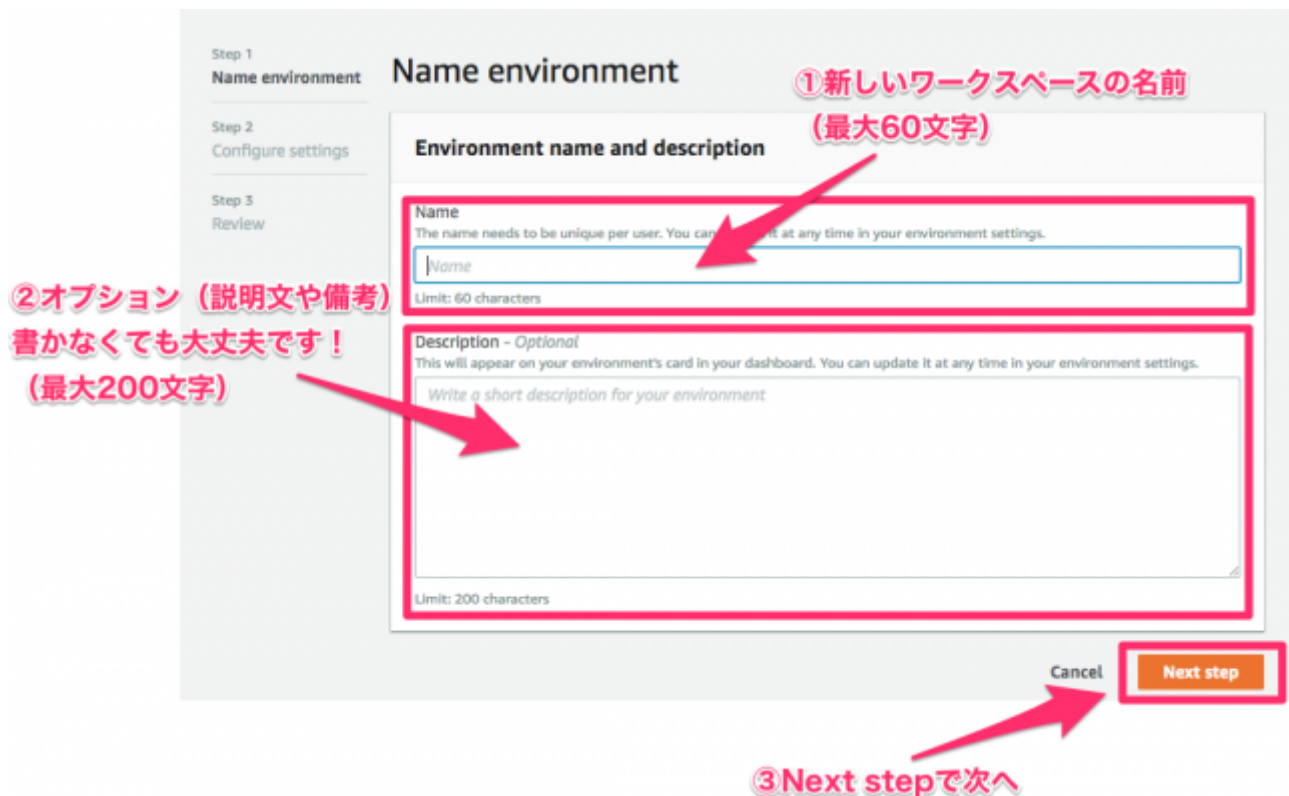 Step 1
Name environment
Step 2
Configure settings
Step 3
Review
Name environment
①新しいワークスペースの名前
（最大60文字）
Environment name and description
Name
The name needs to be unique per user. You can it at any time in your environment settings.
Name
Limit: 60 characters
②オプション（説明文や備考）
書かなくても大丈夫です！
（最大200文字）
Description – Optional
This will appear on your environment's card in your dashboard. You can update it at any time in your environment settings.
Write a short description for your environment
Limit: 200 characters
Cancel
Next step
③Next stepで次へ